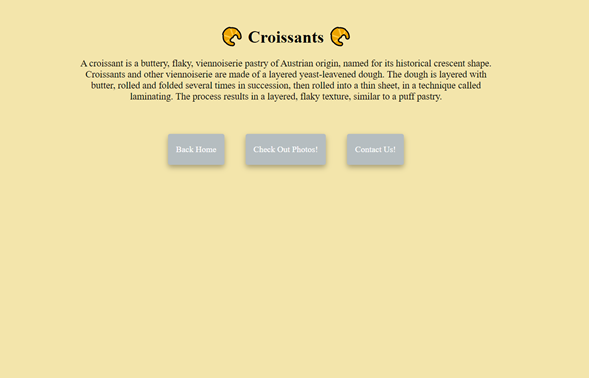 Croissants
A croissant is a buttery, flaky, viennoiserie pastry of Austrian origin, named for its historical crescent shape.
Croissants and other viennoiserie are made of a layered yeast-leavened dough. The dough is layered with
butter, rolled and folded several times in succession, then rolled into a thin sheet, in a technique called
laminating. The process results in a layered, flaky texture, similar to a puff pastry.
Back Home
Check Out Photos!
Contact Us!